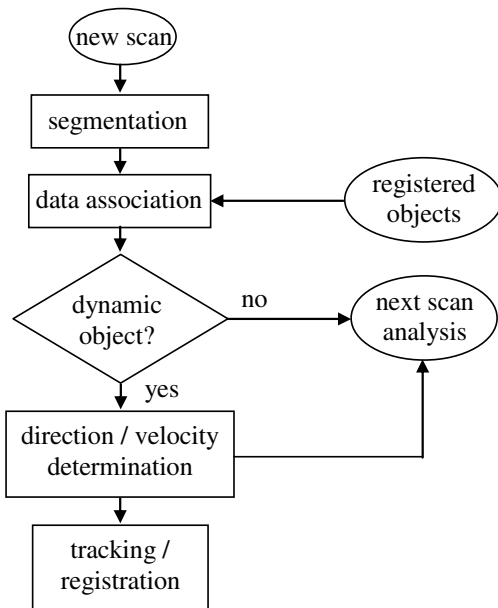 new scan
segmentation
data association
registered
objects
dynamic
object?
no
next scan
analysis
yes
direction / velocity
determination
tracking /
registration